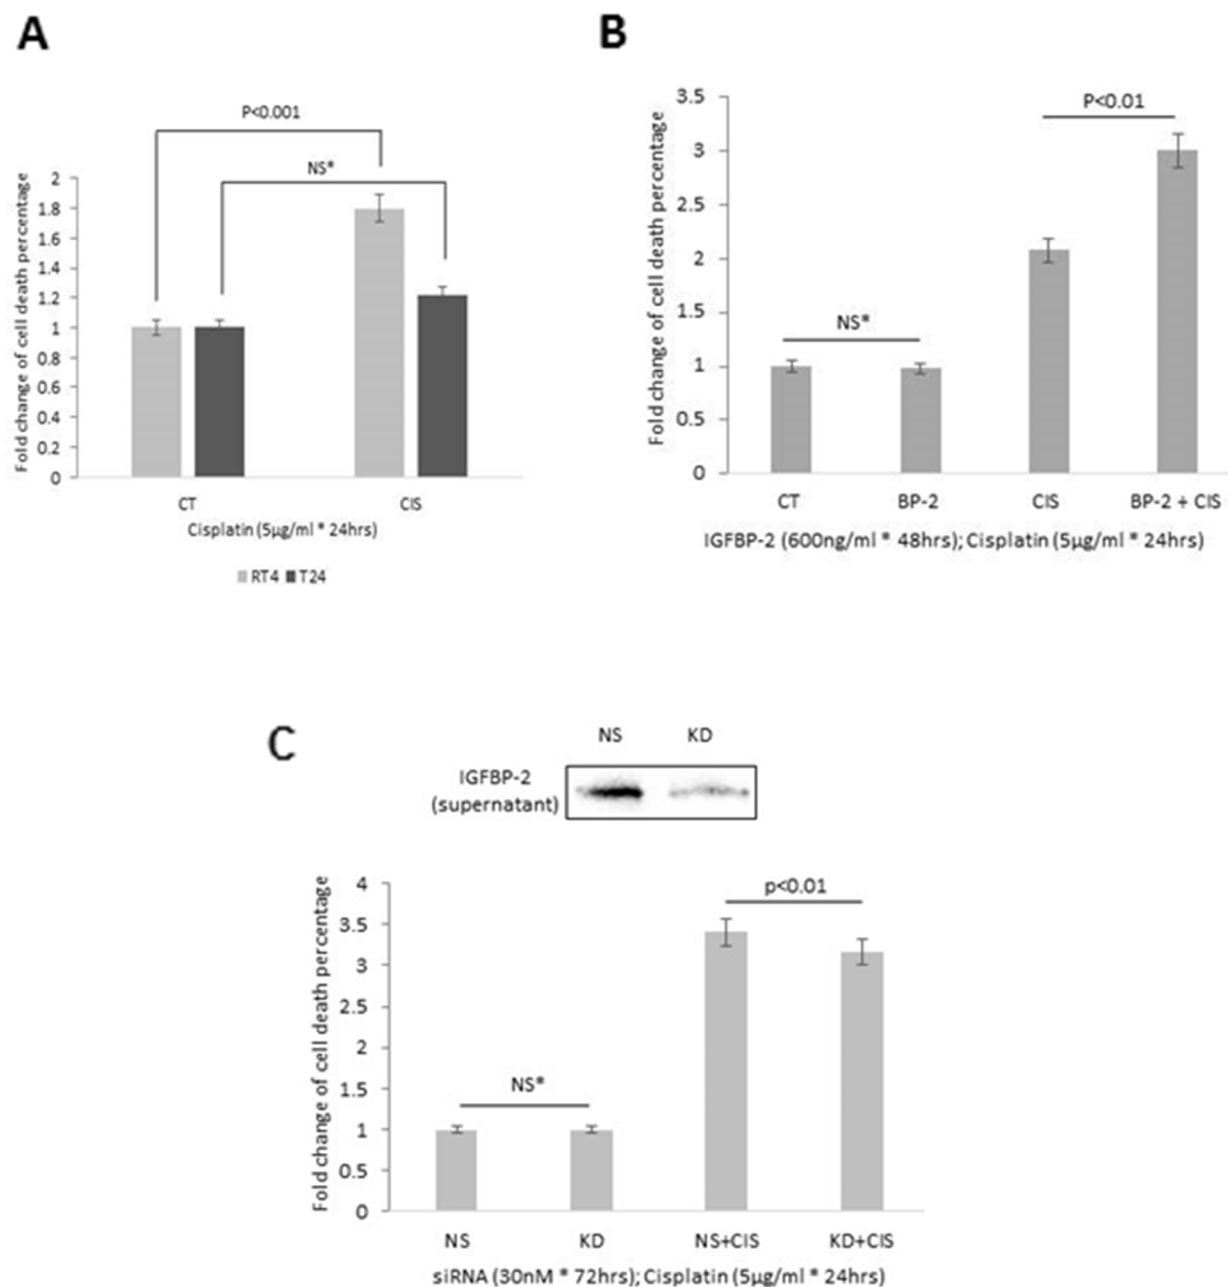 A
P<0.001
NS*
Fold change of cell death percentage
2
1.8
1.6
1.4
1.2
1
0.8
0.6
0.4
0.2
0
CT CIS
Cisplatin (5µg/ml * 24hrs)
RT4 T24
B
P<0.01
NS*
Fold change of cell death percentage
3.5
3
2.5
2
1.5
1
0.5
0
CT BP-2 CIS BP-2 + CIS
IGFBP-2 (600ng/ml * 48hrs); Cisplatin (5µg/ml * 24hrs)
C
NS KD
IGFBP-2
(supernatant)
p<0.01
NS*
Fold change of cell death percentage
4
3.5
3
2.5
2
1.5
1
0.5
0
NS KD NS+CIS KD+CIS
siRNA (30nM * 72hrs); Cisplatin (5µg/ml * 24hrs)